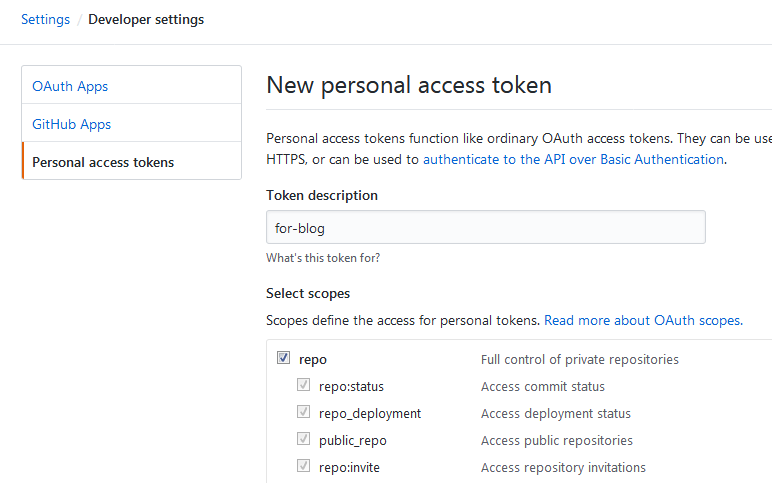 Settings / Developer settings
OAuth Apps
GitHub Apps
Personal access tokens
New personal access token
Personal access tokens function like ordinary OAuth access tokens. They can be use
HTTPS, or can be used to authenticate to the API over Basic Authentication.
Token description
for-blog
What's this token for?
Select scopes
Scopes define the access for personal tokens. Read more about OAuth scopes.
repo Full control of private repositories
repo:status Access commit status
repo_deployment Access deployment status
public_repo Access public repositories
repo:invite Access repository invitations